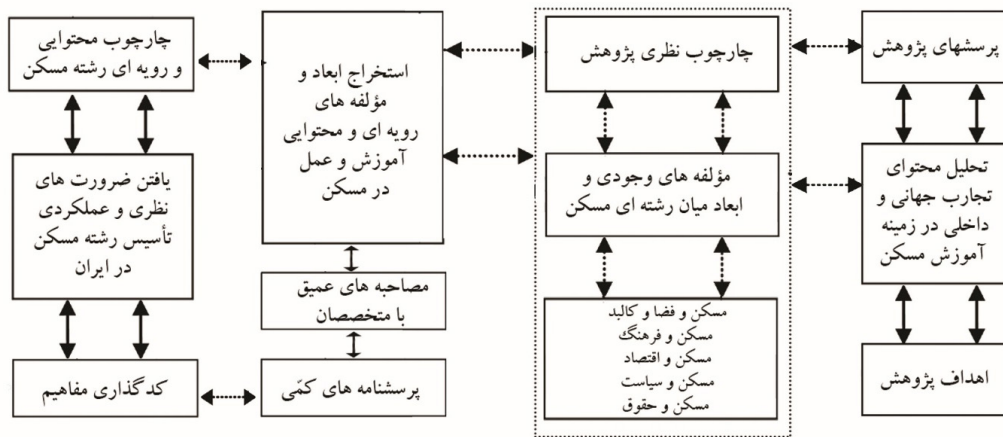 پرسشهای پژوهش
تحلیل محتوای
تجارب جهانی و
داخلی در زمینه
آموزش مسکن
اهداف پژوهش
چارچوب نظری پژوهش
مؤلفه های وجودی و
ابعاد میان رشته ای مسکن
مسکن و فضا و کالبد
مسکن و فرهنگ
مسکن و اقتصاد
مسکن و سیاست
مسکن و حقوق
استخراج ابعاد و
مؤلفه های
رویه ای و محتوایی
آموزش و عمل
در مسکن
مصاحبه های عمیق
با متخصصان
پرسشنامه های کمّی
چارچوب محتوایی
و رویه ای رشته مسکن
یافتن ضرورت های
نظری و عملکردی
تأسیس رشته مسکن
در ایران
کدگذاری مفاهیم